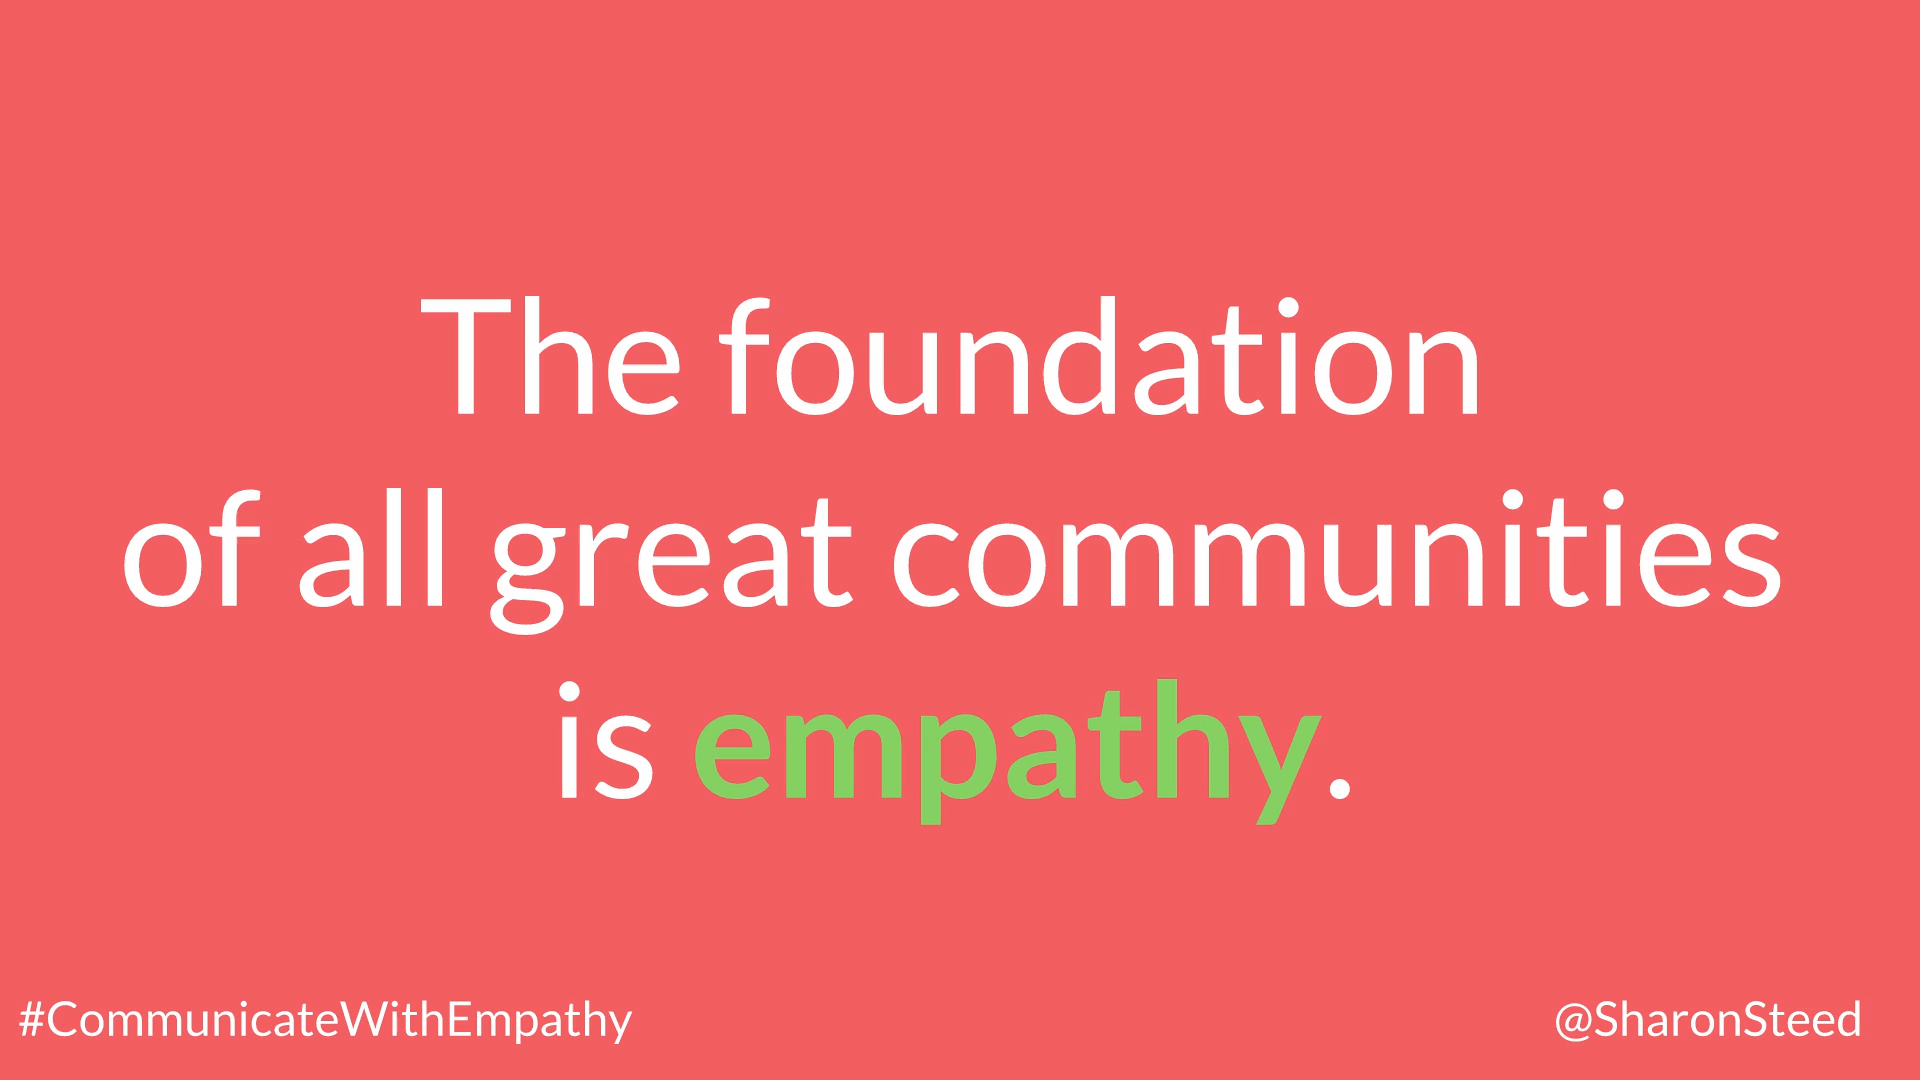 The foundation
of all great communities
is empathy.
#CommunicateWithEmpathy
@SharonSteed